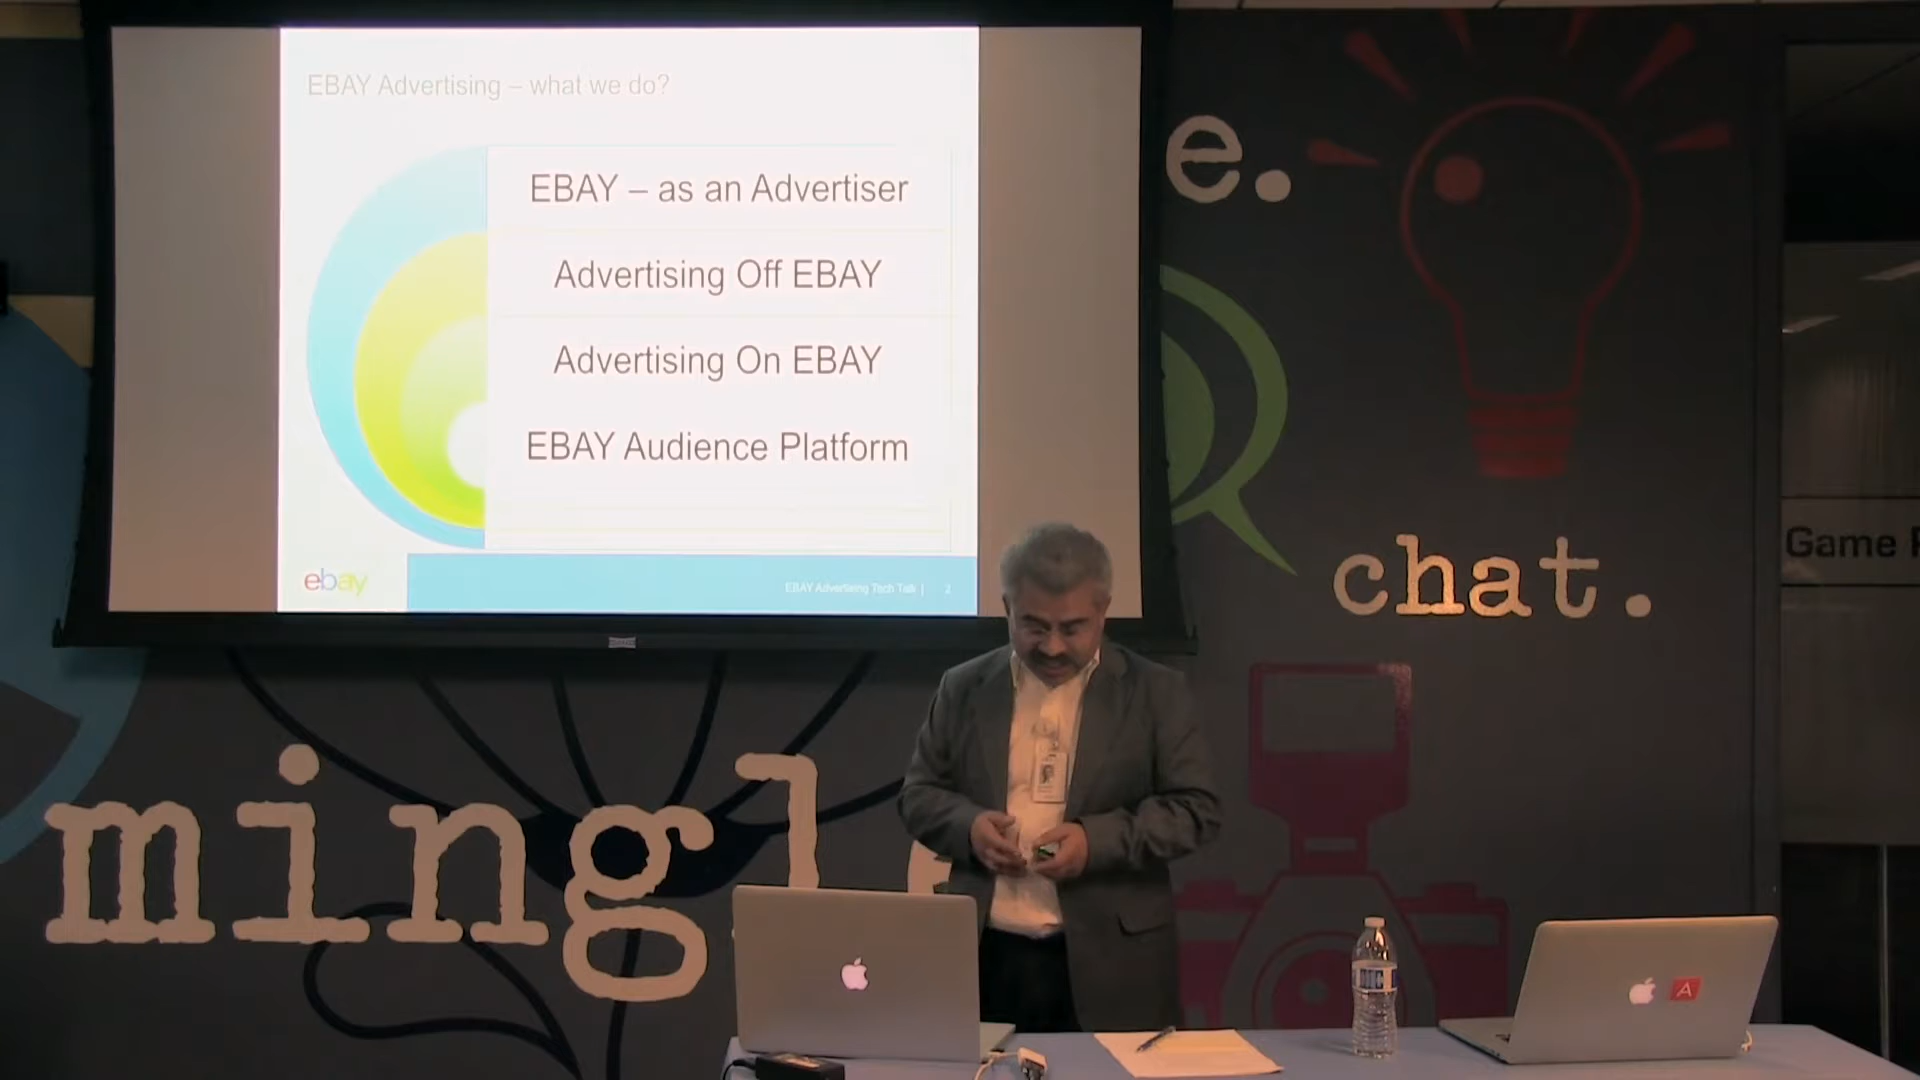 EBAY Advertising – what we do?
EBAY – as an Advertiser
Advertising Off EBAY
Advertising On EBAY
EBAY Audience Platform
ebay
EBAY Advertising Tech Talk | 2
e.
chat.
Game
mingle
A